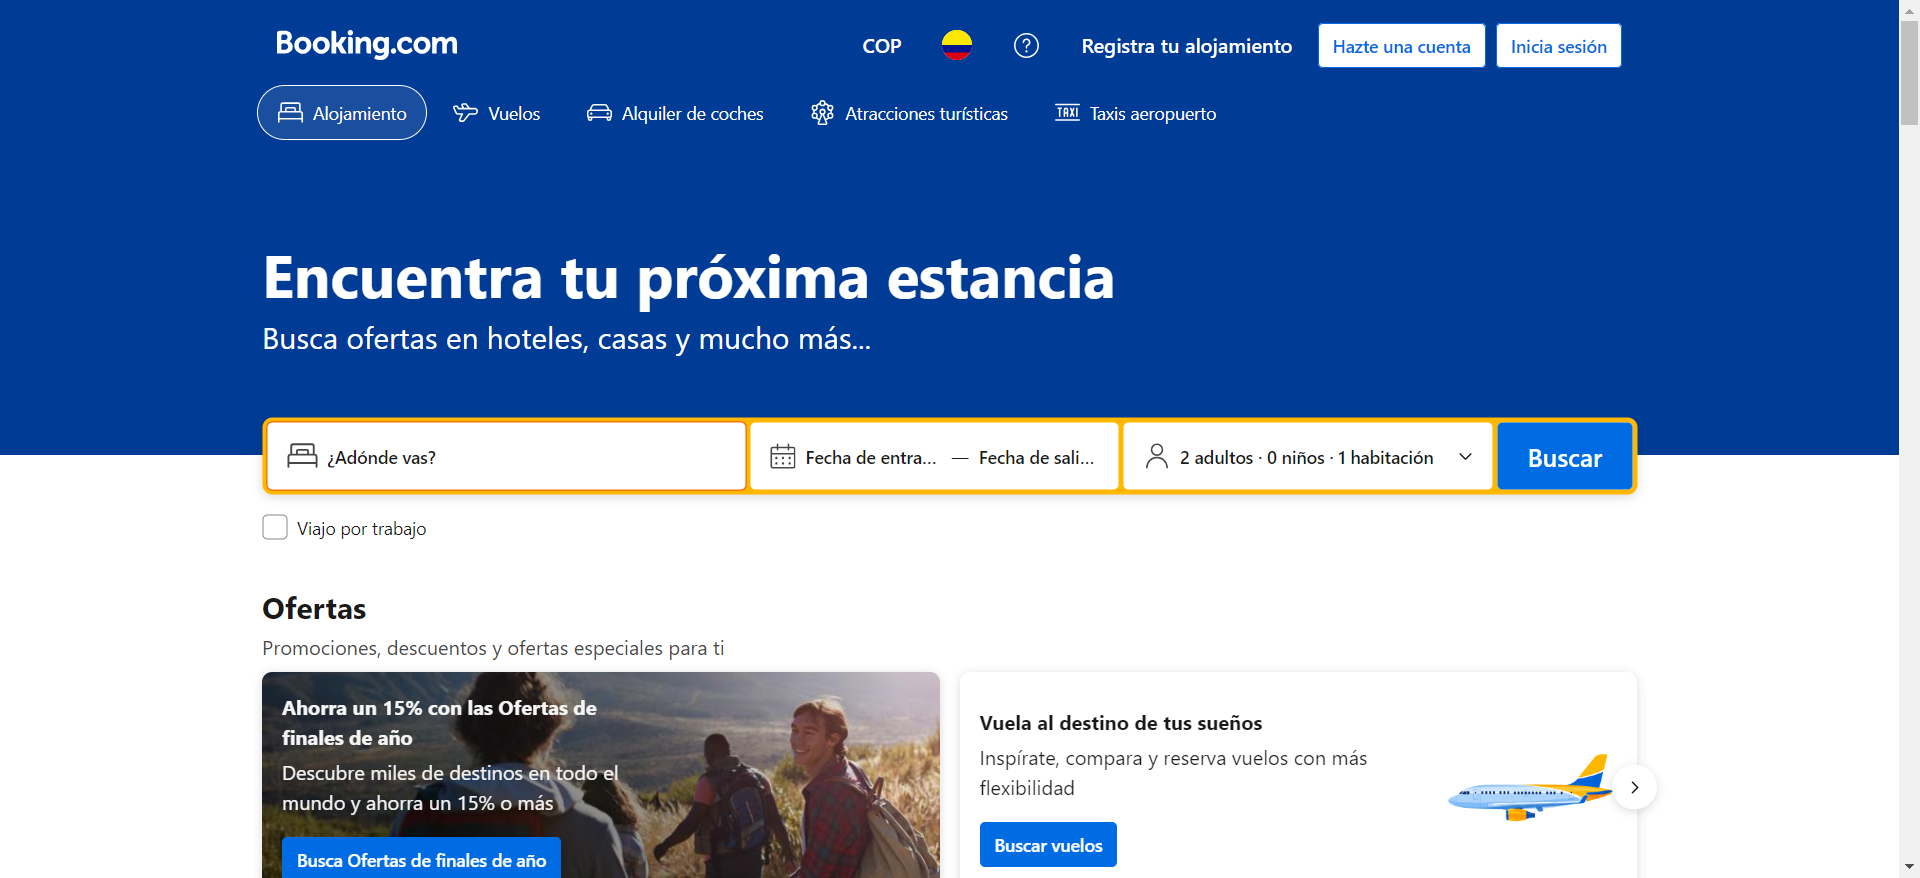 Booking.com
COP
Registra tu alojamiento
Hazte una cuenta
Inicia sesión
Alojamiento
Vuelos
Alquiler de coches
Atracciones turísticas
TAXI
Taxis aeropuerto
Encuentra tu próxima estancia
Busca ofertas en hoteles, casas y mucho más...
¿Adónde vas?
Fecha de entra... — Fecha de sali...
2 adultos · 0 niños · 1 habitación
Buscar
Viajo por trabajo
Ofertas
Promociones, descuentos y ofertas especiales para ti
Ahorra un 15% con las Ofertas de
finales de año
Descubre miles de destinos en todo el
mundo y ahorra un 15% o más
Busca Ofertas de finales de año
Vuela al destino de tus sueños
Inspírate, compara y reserva vuelos con más
flexibilidad
Buscar vuelos